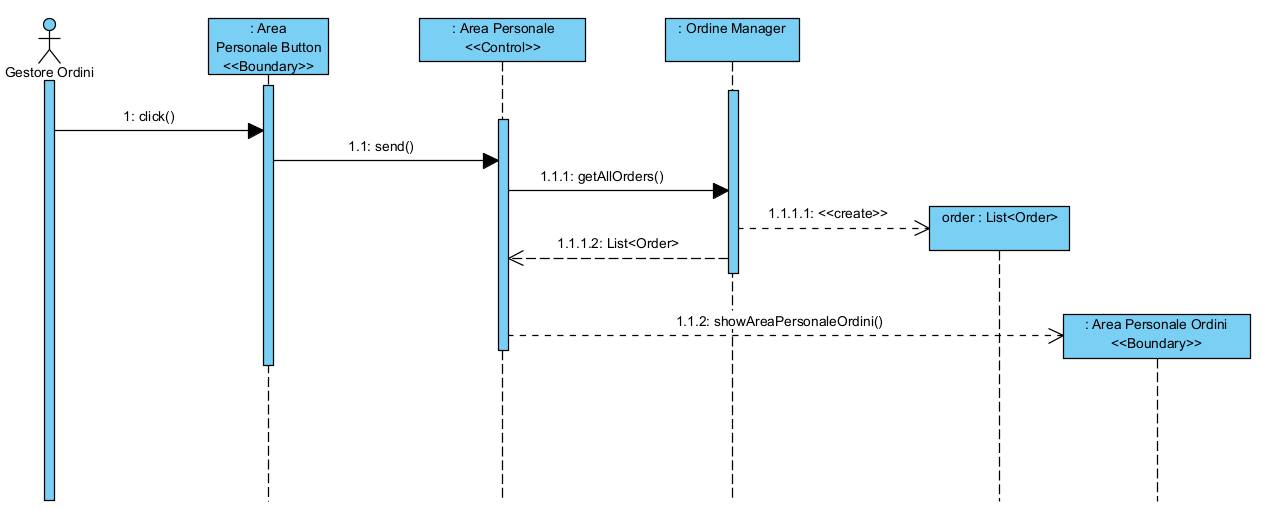 : Area
Personale Button
<<Boundary>>
: Area Personale
<<Control>>
: Ordine Manager
Gestore Ordini
1: click()
1.1: send()
1.1.1: getAllOrders()
1.1.1.1: <<create>>
order : List<Order>
1.1.1.2: List<Order>
1.1.2: showAreaPersonaleOrdini()
: Area Personale Ordini
<<Boundary>>